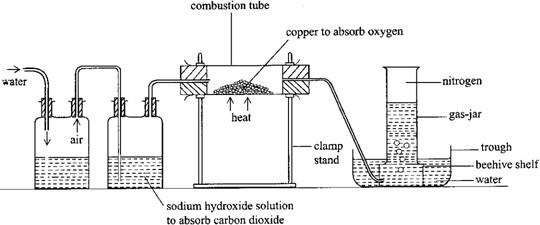 combustion tube
copper to absorb oxygen
water
air
heat
nitrogen
gas-jar
clamp
stand
trough
beehive shelf
water
sodium hydroxide solution
to absorb carbon dioxide